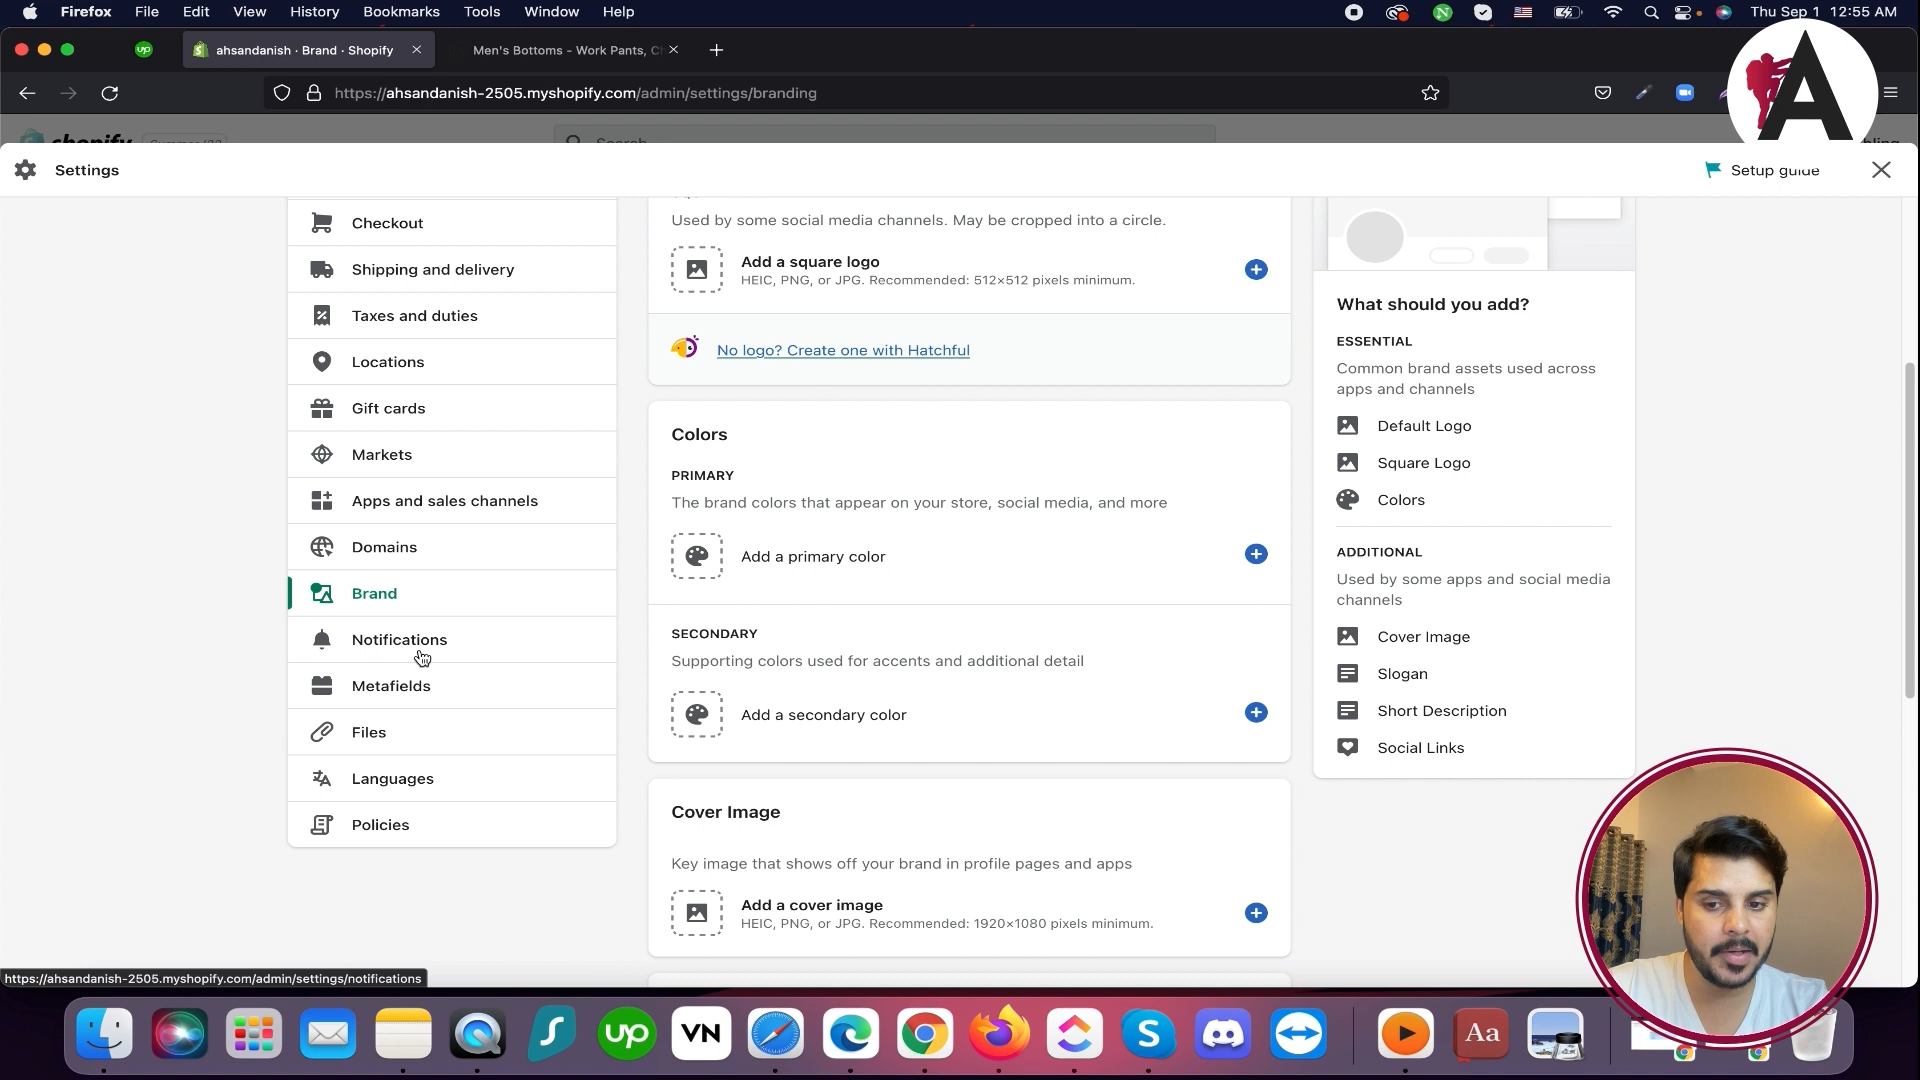 Firefox File Edit View History Bookmarks Tools Window Help
Thu Sep 1 12:55 AM
up
ahsandanish · Brand · Shopify
Men's Bottoms - Work Pants, C
https://ahsandanish-2505.myshopify.com/admin/settings/branding
A
shopify
Search
Settings
Setup guide
Checkout
Shipping and delivery
Taxes and duties
Locations
Gift cards
Markets
Apps and sales channels
Domains
Brand
Notifications
Metafields
Files
Languages
Policies
Used by some social media channels. May be cropped into a circle.
Add a square logo
HEIC, PNG, or JPG. Recommended: 512×512 pixels minimum.
No logo? Create one with Hatchful
Colors
PRIMARY
The brand colors that appear on your store, social media, and more
Add a primary color
SECONDARY
Supporting colors used for accents and additional detail
Add a secondary color
Cover Image
Key image that shows off your brand in profile pages and apps
Add a cover image
HEIC, PNG, or JPG. Recommended: 1920×1080 pixels minimum.
What should you add?
ESSENTIAL
Common brand assets used across
apps and channels
Default Logo
Square Logo
Colors
ADDITIONAL
Used by some apps and social media
channels
Cover Image
Slogan
Short Description
Social Links
https://ahsandanish-2505.myshopify.com/admin/settings/notifications
up
VN
S
Aa